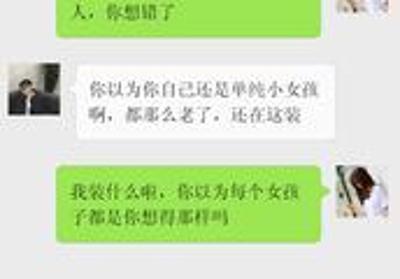 人，你想错了
你以为你自己还是单纯小女孩
啊，都那么老了，还在这装
我装什么啦，你以为每个女孩
子都是你想得那样吗